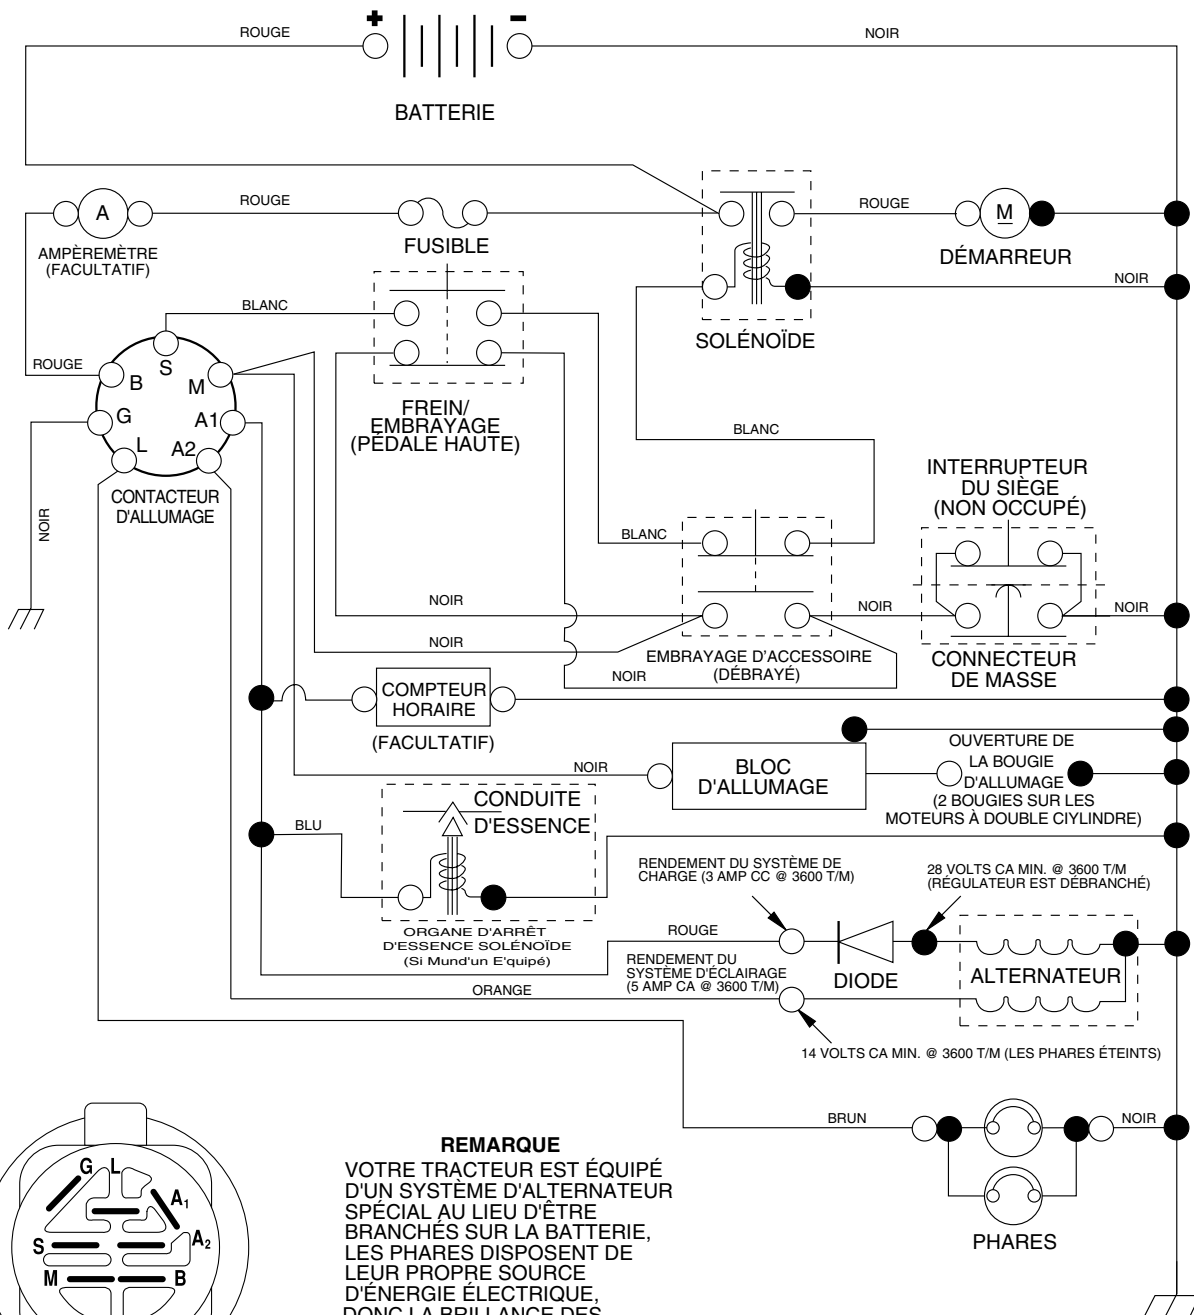 ROUGE
NOIR
BATTERIE
ROUGE
ROUGE
A
M
AMPÈREMÈTRE
(FACULTATIF)
FUSIBLE
DÉMARREUR
NOIR
BLANC
SOLÉNOÏDE
ROUGE
S
B
M
G
A1
L
A2
CONTACTEUR
D'ALLUMAGE
NOIR
FREIN/
EMBRAYAGE
(PÉDALE HAUTE)
BLANC
INTERRUPTEUR
DU SIÈGE
(NON OCCUPÉ)
BLANC
NOIR
NOIR
NOIR
NOIR
EMBRAYAGE D'ACCESSOIRE
(DÉBRAYÉ)
NOIR
CONNECTEUR
DE MASSE
COMPTEUR
HORAIRE
(FACULTATIF)
NOIR
BLOC
D'ALLUMAGE
OUVERTURE DE
LA BOUGIE
D'ALLUMAGE
(2 BOUGIES SUR LES
MOTEURS À DOUBLE CIYLINDRE)
CONDUITE
D'ESSENCE
BLU
ORGANE D'ARRÊT
D'ESSENCE SOLÉNOÏDE
(Si Mund'un E'quipé)
RENDEMENT DU SYSTÈME DE
CHARGE (3 AMP CC @ 3600 T/M)
28 VOLTS CA MIN. @ 3600 T/M
(RÉGULATEUR EST DÉBRANCHÉ)
ROUGE
RENDEMENT DU
SYSTÈME D'ÉCLAIRAGE
(5 AMP CA @ 3600 T/M)
DIODE
ALTERNATEUR
ORANGE
14 VOLTS CA MIN. @ 3600 T/M (LES PHARES ÉTEINTS)
BRUN
NOIR
PHARES
G
L
A1
A2
S
M
B
REMARQUE
VOTRE TRACTEUR EST ÉQUIPÉ
D'UN SYSTÈME D'ALTERNATEUR
SPÉCIAL AU LIEU D'ÊTRE
BRANCHÉS SUR LA BATTERIE,
LES PHARES DISPOSENT DE
LEUR PROPRE SOURCE
D'ÉNERGIE ÉLECTRIQUE,
DONC LA BRILLANCE DES